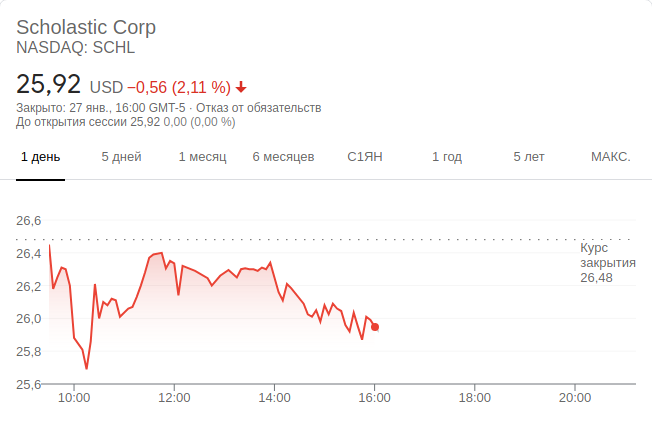 Scholastic Corp
NASDAQ: SCHL
25,92 USD −0,56 (2,11 %)
Закрыто: 27 янв., 16:00 GMT-5 · Отказ от обязательств
До открытия сессии 25,92 0,00 (0,00 %)
1 день 5 дней 1 месяц 6 месяцев С1ЯН 1 год 5 лет МАКС.
26,6
26,4
26,2
26,0
25,8
25,6
Курс
закрытия
26,48
10:00 12:00 14:00 16:00 18:00 20:00